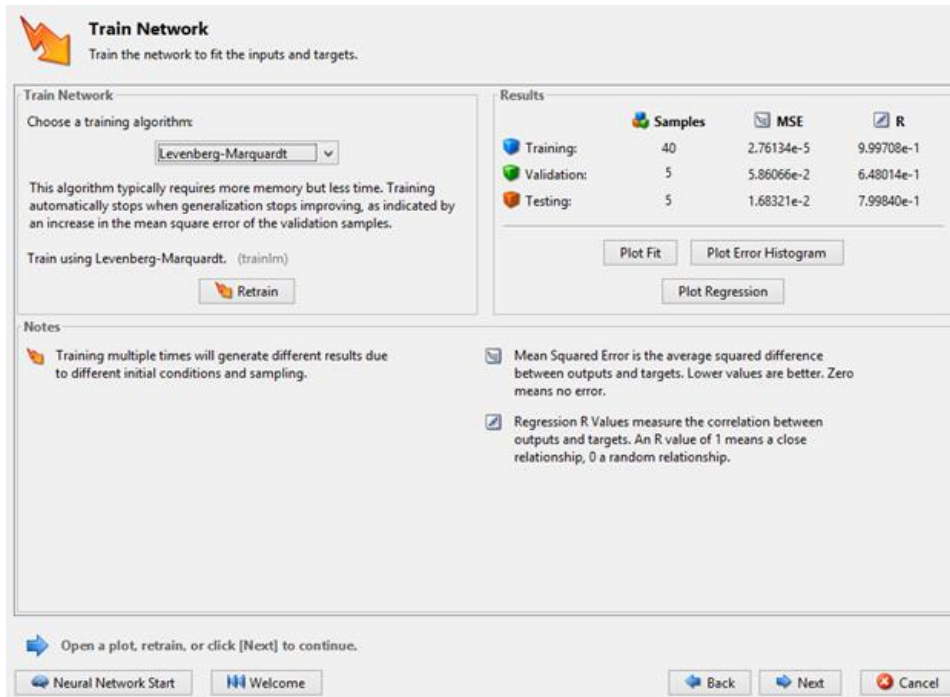 Train Network
Train the network to fit the inputs and targets.
Train Network
Choose a training algorithm:
Levenberg-Marquardt
This algorithm typically requires more memory but less time. Training
automatically stops when generalization stops improving, as indicated by
an increase in the mean square error of the validation samples.
Train using Levenberg-Marquardt. (trainlm)
Retrain
Results
Samples MSE R
Training: 40 2.76134e-5 9.99708e-1
Validation: 5 5.86066e-2 6.48014e-1
Testing: 5 1.68321e-2 7.99840e-1
Plot Fit Plot Error Histogram
Plot Regression
Notes
Training multiple times will generate different results due
to different initial conditions and sampling.
Mean Squared Error is the average squared difference
between outputs and targets. Lower values are better. Zero
means no error.
Regression R Values measure the correlation between
outputs and targets. An R value of 1 means a close
relationship, 0 a random relationship.
Open a plot, retrain, or click [Next] to continue.
Neural Network Start Welcome Back Next Cancel